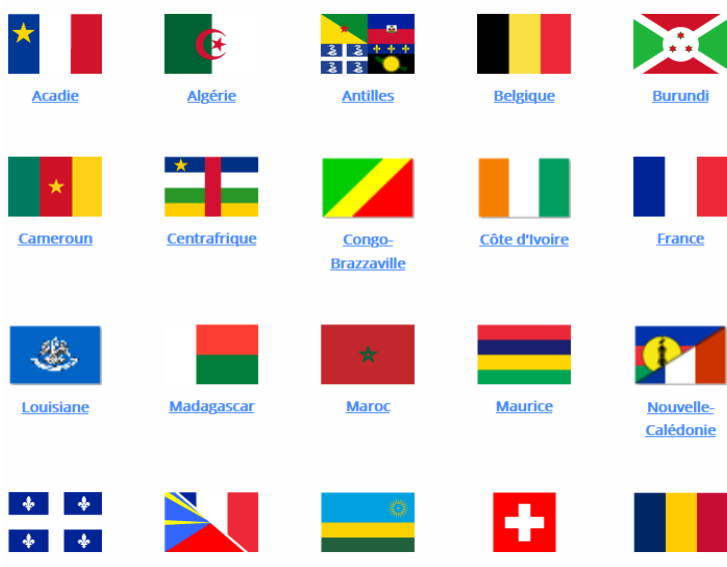 Acadie
Algérie
Antilles
Belgique
Burundi
Cameroun
Centrafrique
Congo-
Brazzaville
Côte d'Ivoire
France
Louisiane
Madagascar
Maroc
Maurice
Nouvelle-
Calédonie